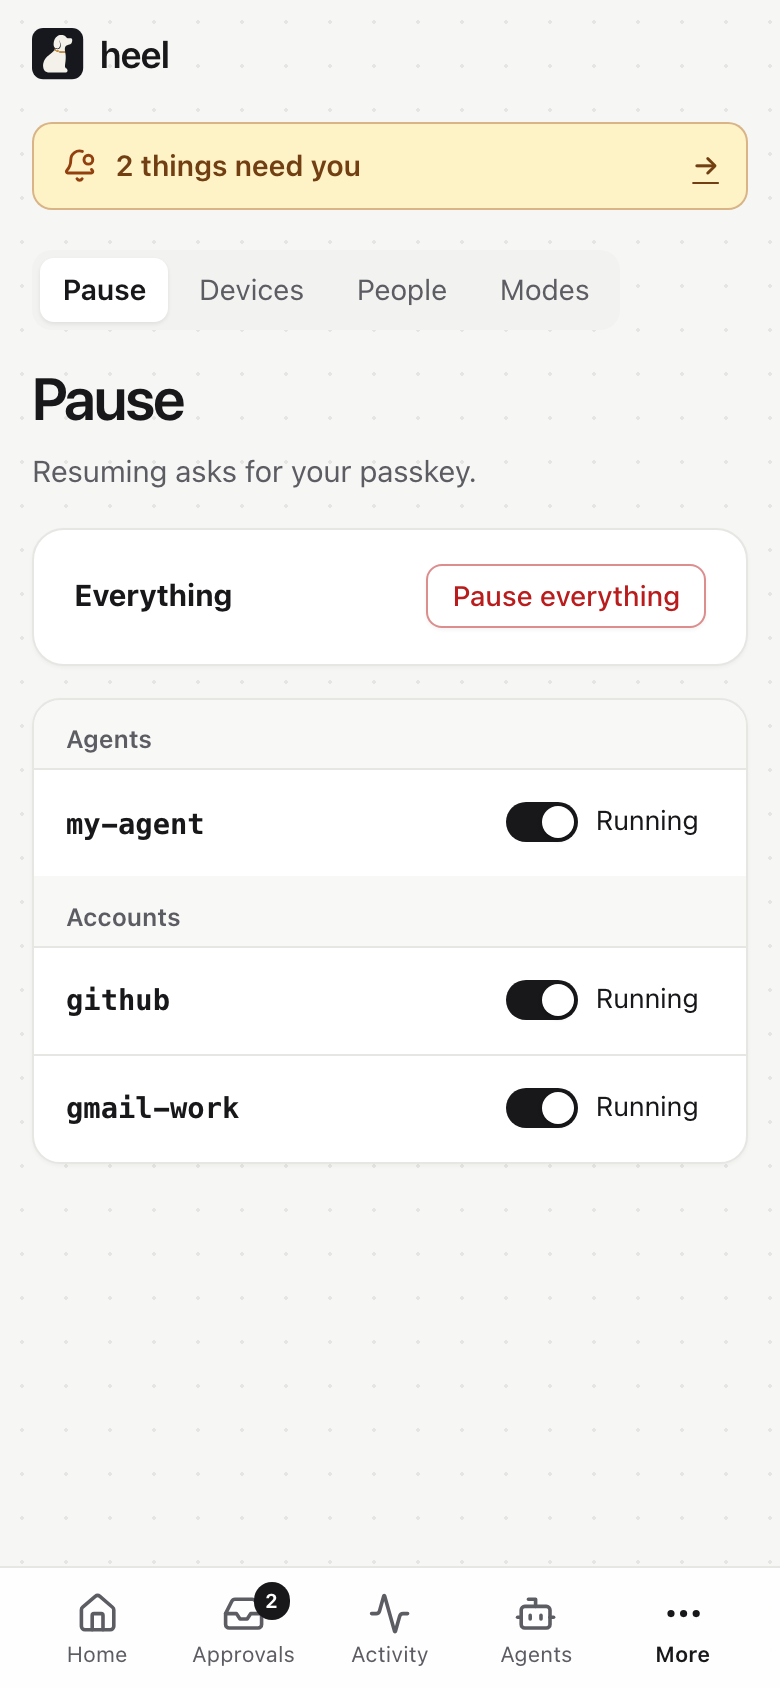 heel
2 things need you
Pause Devices People Modes
Pause
Resuming asks for your passkey.
Everything Pause everything
Agents
my-agent Running
Accounts
github Running
gmail-work Running
2
Home Approvals Activity Agents More